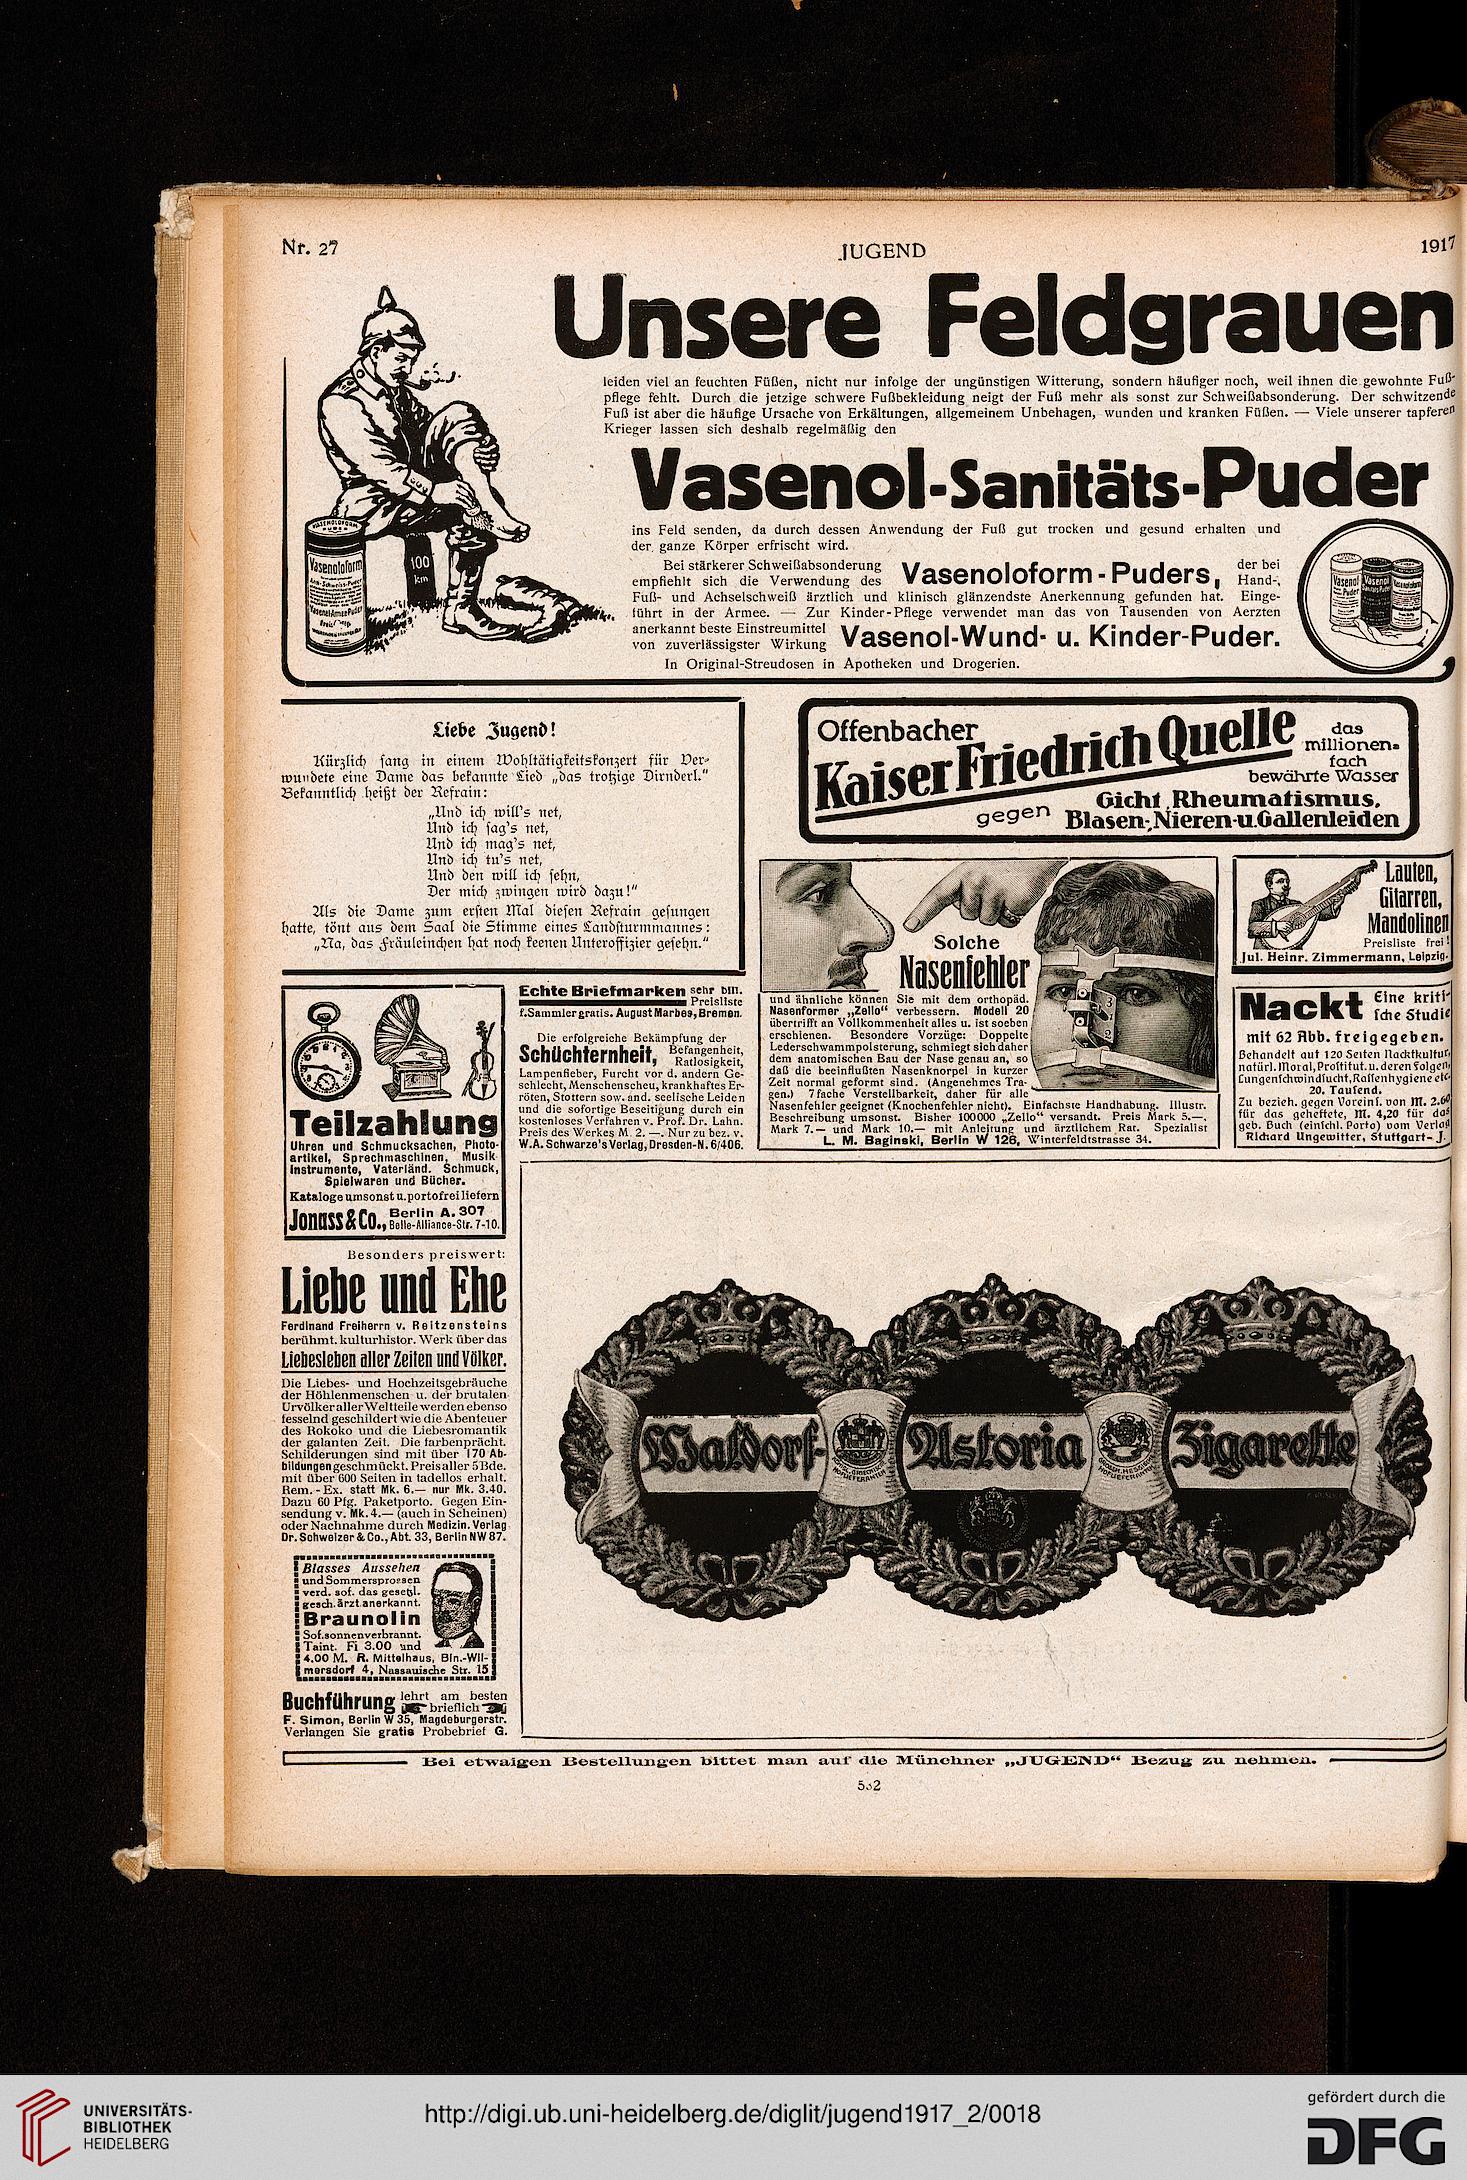 Nr. 27
JUGEND
1917
Unsere Feldgrauen
leiden viel an feuchten Füßen, nicht nur infolge der ungünstigen Witterung, sondern häufiger noch, weil ihnen die gewohnte Fuß-
pflege fehlt. Durch die jetzige schwere Fußbekleidung neigt der Fuß mehr als sonst zur Schweißabsonderung. Der schwitzende
Fuß ist aber die häufige Ursache von Erkältungen, allgemeinem Unbehagen, wunden und kranken Füßen. — Viele unserer tapferen
Krieger lassen sich deshalb regelmäßig den
Vasenol-Sanitäts-Puder
ins Feld senden, da durch dessen Anwendung der Fuß gut trocken und gesund erhalten und
der ganze Körper erfrischt wird.
Bei stärkerer Schweißabsonderung
empfiehlt sich die Verwendung des Vasenoloform-Puders, der bei Hand-,
Fuß- und Achselschweiß ärztlich und klinisch glänzendste Anerkennung gefunden hat. Einge-
führt in der Armee. — Zur Kinder-Pflege verwendet man das von Tausenden von Aerzten
anerkannt beste Einstreumittel
von zuverlässigster Wirkung Vasenol-Wund- u. Kinder-Puder.
In Original-Streudosen in Apotheken und Drogerien.
VASENOLOFORM
PUDER
Vasenoloform
100
km
Vasenol
Puder
Vasenol
Liebe Jugend!
Kürzlich sang in einem Wohltätigkeitskonzert für Ver-
wundete eine Dame das bekannte Lied „das trotzige Dirnderl."
Bekanntlich heißt der Refrain:
„Und ich will's net,
Und ich sag's net,
Und ich mag's net,
Und ich tu's net,
Und den will ich sehn,
Der mich zwingen wird dazu!"
Als die Dame zum ersten Mal diesen Refrain gesungen
hatte, tönt aus dem Saal die Stimme eines Landsturmmannes:
„Na, das Fräuleinchen hat noch keenen Unteroffizier gesehn."
Offenbacher
Kaiser Friedrich Quelle
das
millionen-
fach
bewährte Wasser
gegen Gicht, Rheumatismus,
Blasen-, Nieren- u. Gallenleiden
Solche
Nasenfehler
und ähnliche können Sie mit dem orthopäd.
Nasenformer „Zello" verbessern. Modell 20
übertrifft an Vollkommenheit alles u. ist soeben
erschienen. Besondere Vorzüge: Doppelte
Lederschwammpolsterung, schmiegt sich daher
dem anatomischen Bau der Nase genau an, so
daß die beeinflußten Nasenknorpel in kurzer
Zeit normal geformt sind. (Angenehmes Tra-
gen.) 7fache Verstellbarkeit, daher für alle
Nasenfehler geeignet (Knochenfehler nicht). Einfachste Handhabung. Illustr.
Beschreibung umsonst. Bisher 100000 „Zello" versandt. Preis Mark 5.—,
Mark 7.— und Mark 10.— mit Anleitung und ärztlichem Rat. Spezialist
L. M. Baginski, Berlin W 126, Winterfeldtstrasse 34.
Lauten,
Gitarren,
Mandolinen
Preisliste frei!
Jul. Heinr. Zimmermann, Leipzig.
Nackt Eine kriti-
sche Studie
mit 62 Abb. freigegeben.
Behandelt auf 120 Seiten Nacktkultur,
natürl. Moral, Prostitut. u. deren Folgen,
Lungenschwindsucht, Rassenhygiene etc.
20. Tausend.
Zu bezieh. gegen Voreins. von M. 2.60
für das geheftete, M. 4,20 für das
geb. Buch (einschl. Porto) vom Verlag
Richard Ungewitter, Stuttgart-J.
Echte Briefmarken sehr bill.
Preisliste
f. Sammler gratis. August Marbes, Bremen.
Die erfolgreiche Bekämpfung der
Schüchternheit, Befangenheit,
Ratlosigkeit,
Lampenfieber, Furcht vor d. andern Ge-
schlecht, Menschenscheu, krankhaftes Er-
röten, Stottern sow. and. seelische Leiden
und die sofortige Beseitigung durch ein
kostenloses Verfahren v. Prof. Dr. Lahn.
Preis des Werkes M. 2.—. Nur zu bez. v.
W. A. Schwarze's Verlag, Dresden-N. 6/406.
Teilzahlung
Uhren und Schmucksachen, Photo-
artikel, Sprechmaschinen, Musik
Instrumente, Vaterländ. Schmuck,
Spielwaren und Bücher.
Kataloge umsonst u. portofrei liefern
Jonass & Co., Berlin A. 307
Belle-Alliance-Str. 7-10.
Besonders preiswert:
Liebe und Ehe
Ferdinand Freiherrn v. Reitzensteins
berühmt. kulturhistor. Werk über das
Liebesleben aller Zeiten und Völker.
Die Liebes- und Hochzeitsgebräuche
der Höhlenmenschen u. der brutalen
Urvölker aller Weltteile werden ebenso
fesselnd geschildert wie die Abenteuer
des Rokoko und die Liebesromantik
der galanten Zeit. Die farbenprächt.
Schilderungen sind mit über 170 Ab-
bildungen geschmückt. Preis aller 5 Bde.
mit über 600 Seiten in tadellos erhalt.
Rem.-Ex. statt Mk. 6.— nur Mk. 3.40.
Dazu 60 Pfg. Paketporto. Gegen Ein-
sendung v. Mk. 4.— (auch in Scheinen)
oder Nachnahme durch Medizin. Verlag
Dr. Schweizer & Co., Abt. 33, Berlin NW 87.
Blasses Aussehen
und Sommersprossen
verd. sof. das gesetzl.
gesch. ärzt. anerkannt.
Braunolin
Sof. sonnenverbrannt.
Taint. Fl 3.00 und
4.00 M. R. Mittelhaus, Bln.-Wil-
mersdorf 4, Nassauische Str. 15
Buchführung lehrt am besten
brieflich
F. Simon, Berlin W 35, Magdeburgerstr.
Verlangen Sie gratis Probebrief G.
Waldorf-Astoria Zigarette
Bei etwaigen Bestellungen bittet man auf die Münchner „JUGEND" Bezug zu nehmen.
UNIVERSITÄTS-
BIBLIOTHEK
HEIDELBERG
http://digi.ub.uni-heidelberg.de/diglit/jugend1917_2/0018
gefördert durch die
DFG